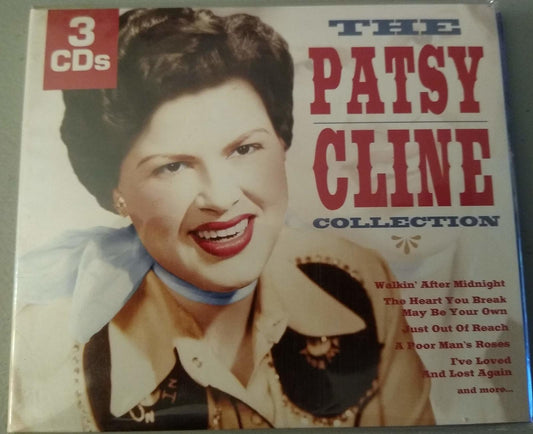 3
CDs
THE
PATSY
CLINE
COLLECTION
Walkin' After Midnight
The Heart You Break
May Be Your Own
Just Out Of Reach
A Poor Man's Roses
I've Loved
And Lost Again
and more...